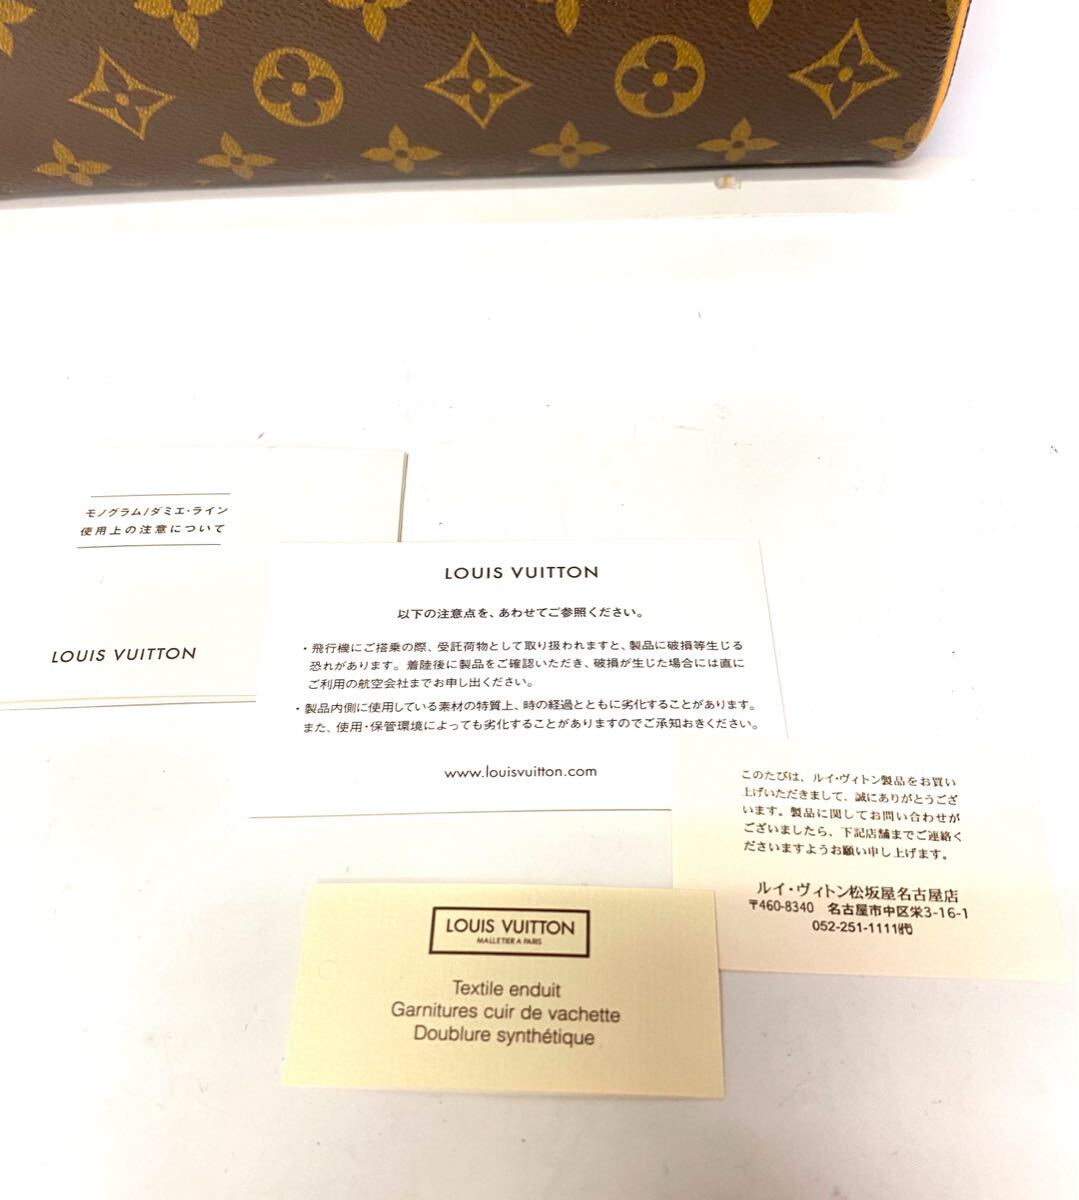 モノグラム/ダミエ・ライン
使用上の注意について
LOUIS VUITTON
LOUIS VUITTON
以下の注意点を、あわせてご参照ください。
・飛行機にご搭乗の際、受託荷物として取り扱われますと、製品に破損等生じる
恐れがあります。着陸後に製品をご確認いただき、破損が生じた場合には直に
ご利用の航空会社までお申し出ください。
・製品内側に使用している素材の特質上、時の経過とともに劣化することがあります。
また、使用・保管環境によっても劣化することがありますのでご承知おきください。
www.louisvuitton.com
このたびは、ルイ・ヴィトン製品をお買い
上げいただきまして、誠にありがとうござ
います。製品に関してお問い合わせが
ございましたら、下記店舗までご連絡く
ださいますようお願い申し上げます。
ルイ・ヴィトン松坂屋名古屋店
〒460-8340 名古屋市中区栄3-16-1
052-251-1111㈹
LOUIS VUITTON
MALLETIER A PARIS
Textile enduit
Garnitures cuir de vachette
Doublure synthétique